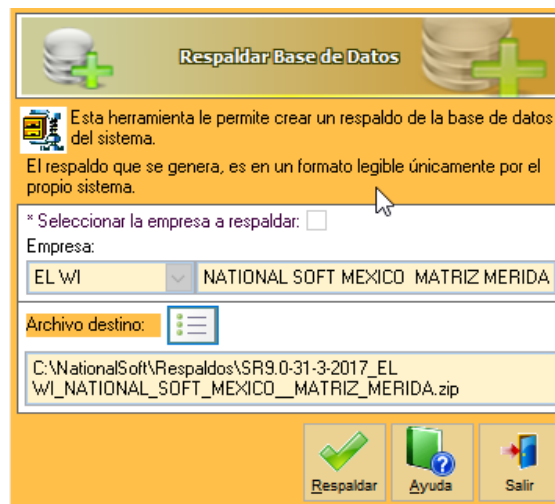 Respaldar Base de Datos
Esta herramienta le permite crear un respaldo de la base de datos
del sistema.
El respaldo que se genera, es en un formato legible únicamente por el
propio sistema.
* Seleccionar la empresa a respaldar:
Empresa:
EL WI NATIONAL SOFT MEXICO MATRIZ MERIDA
Archivo destino:
C:\NationalSoft\Respaldos\SR9.0-31-3-2017_EL
WI_NATIONAL_SOFT_MEXICO__MATRIZ_MERIDA.zip
Respaldar Ayuda Salir